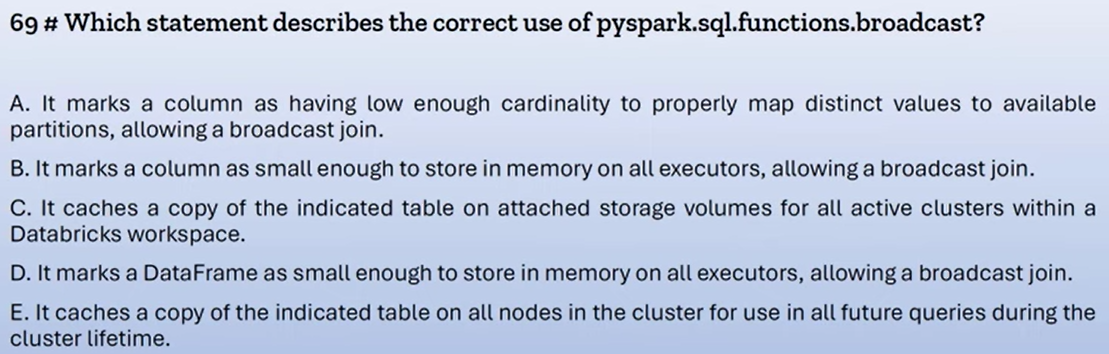 69 # Which statement describes the correct use of pyspark.sql.functions.broadcast?
A. It marks a column as having low enough cardinality to properly map distinct values to available
partitions, allowing a broadcast join.
B. It marks a column as small enough to store in memory on all executors, allowing a broadcast join.
C. It caches a copy of the indicated table on attached storage volumes for all active clusters within a
Databricks workspace.
D. It marks a DataFrame as small enough to store in memory on all executors, allowing a broadcast join.
E. It caches a copy of the indicated table on all nodes in the cluster for use in all future queries during the
cluster lifetime.